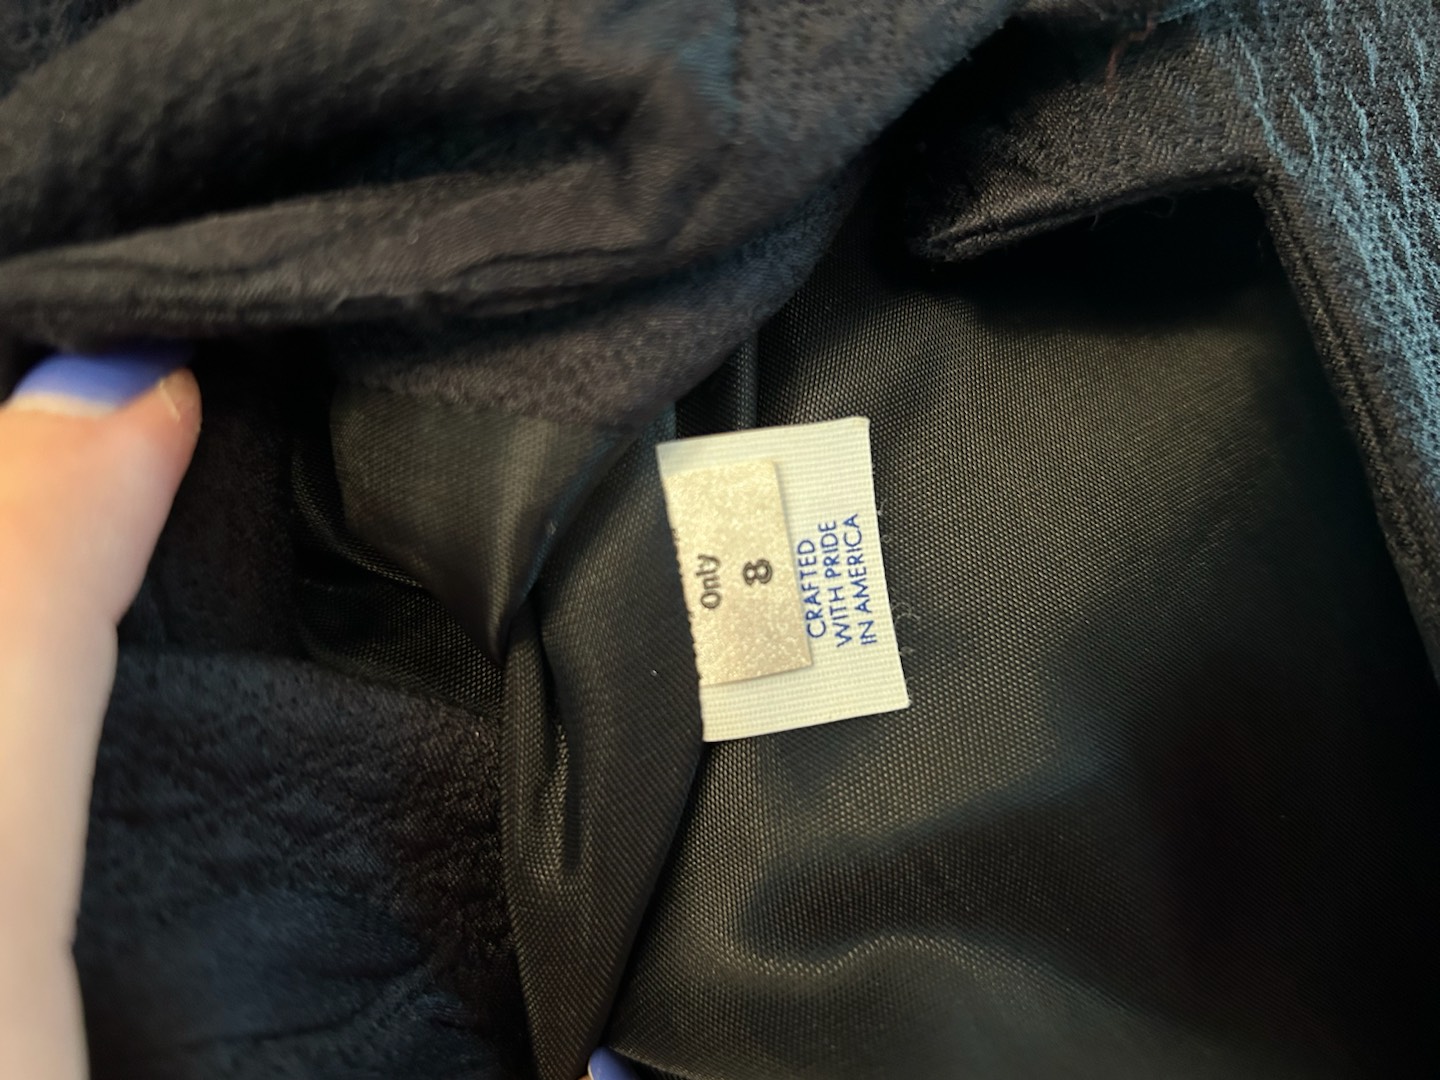 Only
8
CRAFTED
WITH PRIDE
IN AMERICA